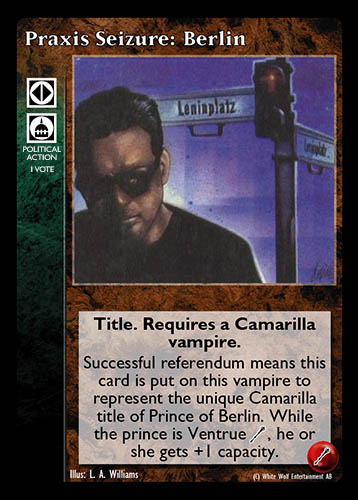 Praxis Seizure: Berlin
Leninplatz
Leninplatz
POLITICAL
ACTION
1 VOTE
Title. Requires a Camarilla
vampire.
Successful referendum means this
card is put on this vampire to
represent the unique Camarilla
title of Prince of Berlin. While
the prince is Ventrue , he or
she gets +1 capacity.
Illus: L. A. Williams
(C) White Wolf Entertainment AB